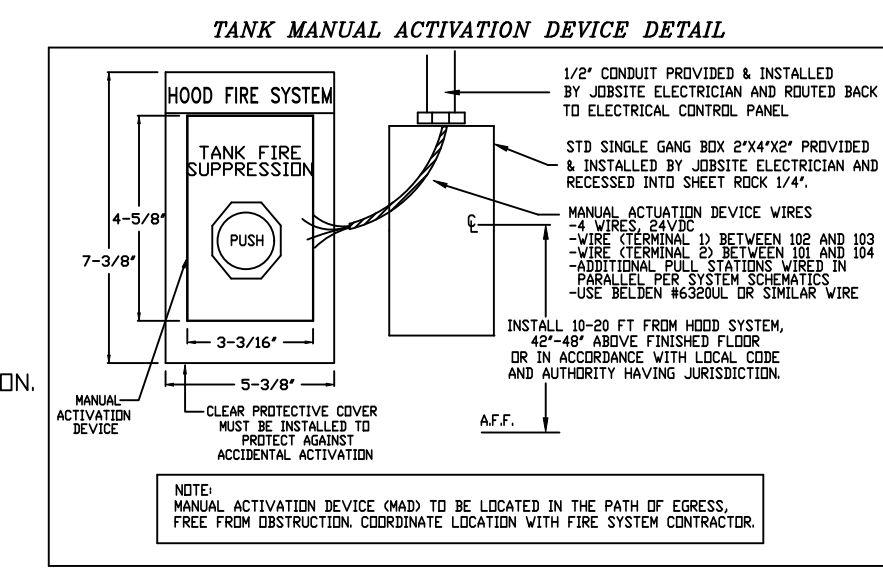 TANK MANUAL ACTIVATION DEVICE DETAIL
HOOD FIRE SYSTEM
TANK FIRE
SUPPRESSION
PUSH
4-5/8"
7-3/8"
3-3/16"
5-3/8"
MANUAL
ACTIVATION
DEVICE
CLEAR PROTECTIVE COVER
MUST BE INSTALLED TO
PROTECT AGAINST
ACCIDENTAL ACTIVATION
1/2" CONDUIT PROVIDED & INSTALLED
BY JOBSITE ELECTRICIAN AND ROUTED BACK
TO ELECTRICAL CONTROL PANEL
STD SINGLE GANG BOX 2"X4"X2" PROVIDED
& INSTALLED BY JOBSITE ELECTRICIAN AND
RECESSED INTO SHEET ROCK 1/4".
MANUAL ACTUATION DEVICE WIRES
-4 WIRES, 24VDC
-WIRE (TERMINAL 1) BETWEEN 102 AND 103
-WIRE (TERMINAL 2) BETWEEN 101 AND 104
-ADDITIONAL PULL STATIONS WIRED IN
PARALLEL PER SYSTEM SCHEMATICS
-USE BELDEN #6320UL OR SIMILAR WIRE
℄
INSTALL 10-20 FT FROM HOOD SYSTEM,
42"-48" ABOVE FINISHED FLOOR
OR IN ACCORDANCE WITH LOCAL CODE
AND AUTHORITY HAVING JURISDICTION.
A.F.F.
ON.
NOTE:
MANUAL ACTIVATION DEVICE (MAD) TO BE LOCATED IN THE PATH OF EGRESS,
FREE FROM OBSTRUCTION. COORDINATE LOCATION WITH FIRE SYSTEM CONTRACTOR.